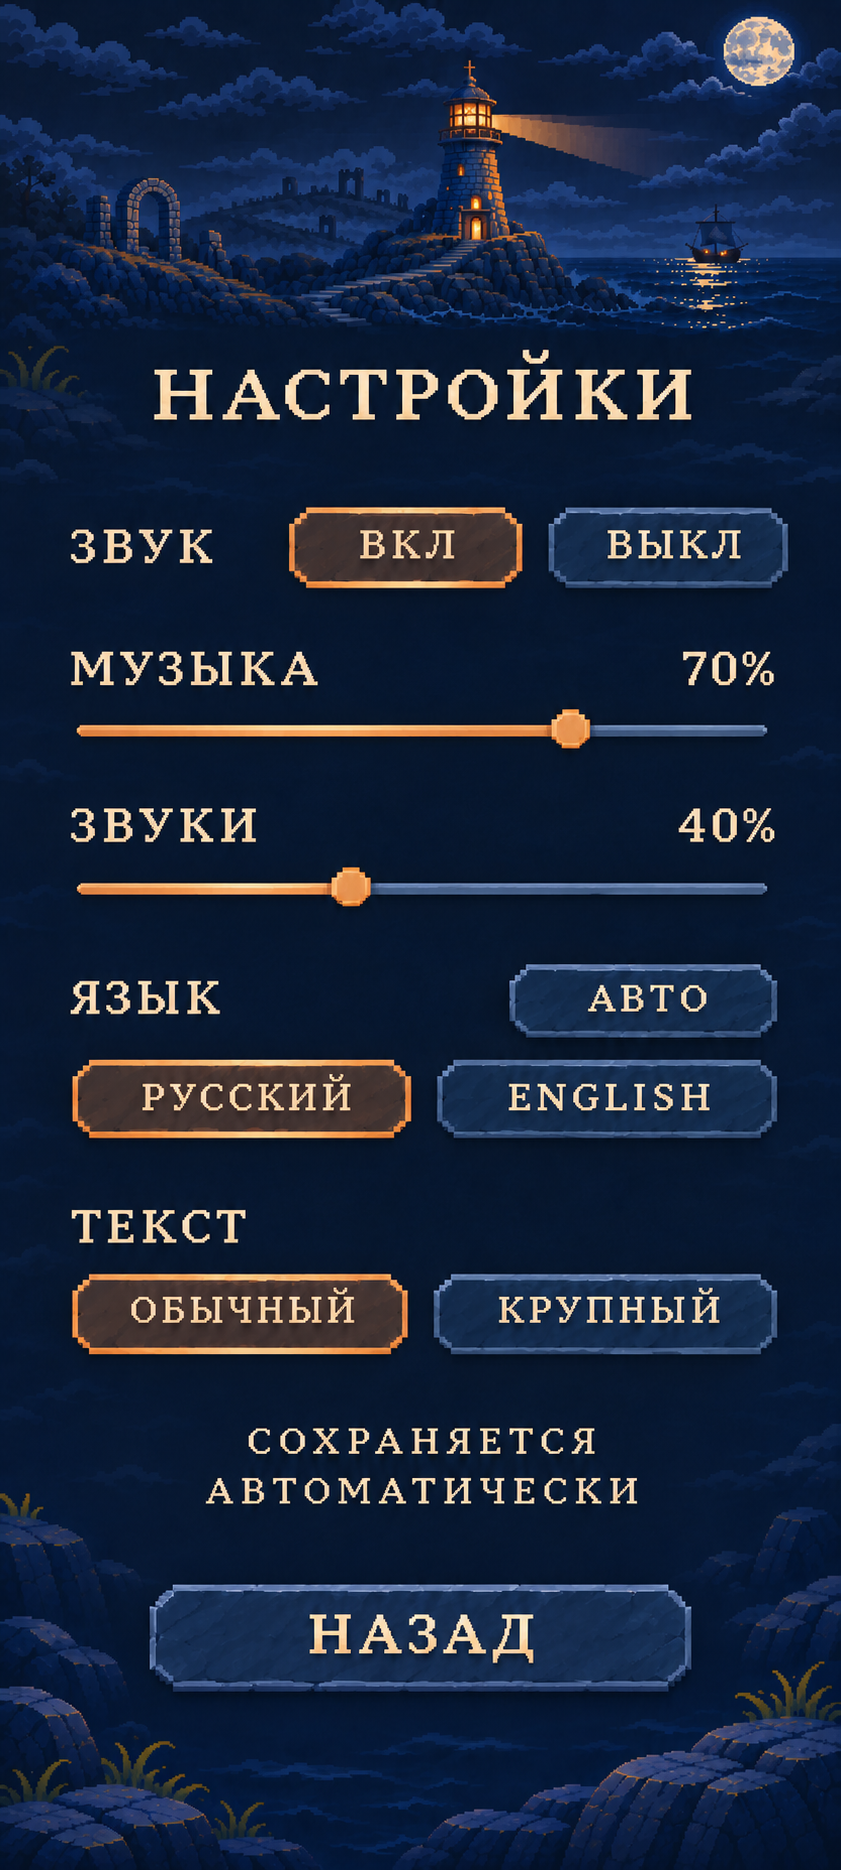 НАСТРОЙКИ
ЗВУК ВКЛ ВЫКЛ
МУЗЫКА 70%
ЗВУКИ 40%
ЯЗЫК АВТО
РУССКИЙ ENGLISH
ТЕКСТ
ОБЫЧНЫЙ КРУПНЫЙ
СОХРАНЯЕТСЯ
АВТОМАТИЧЕСКИ
НАЗАД